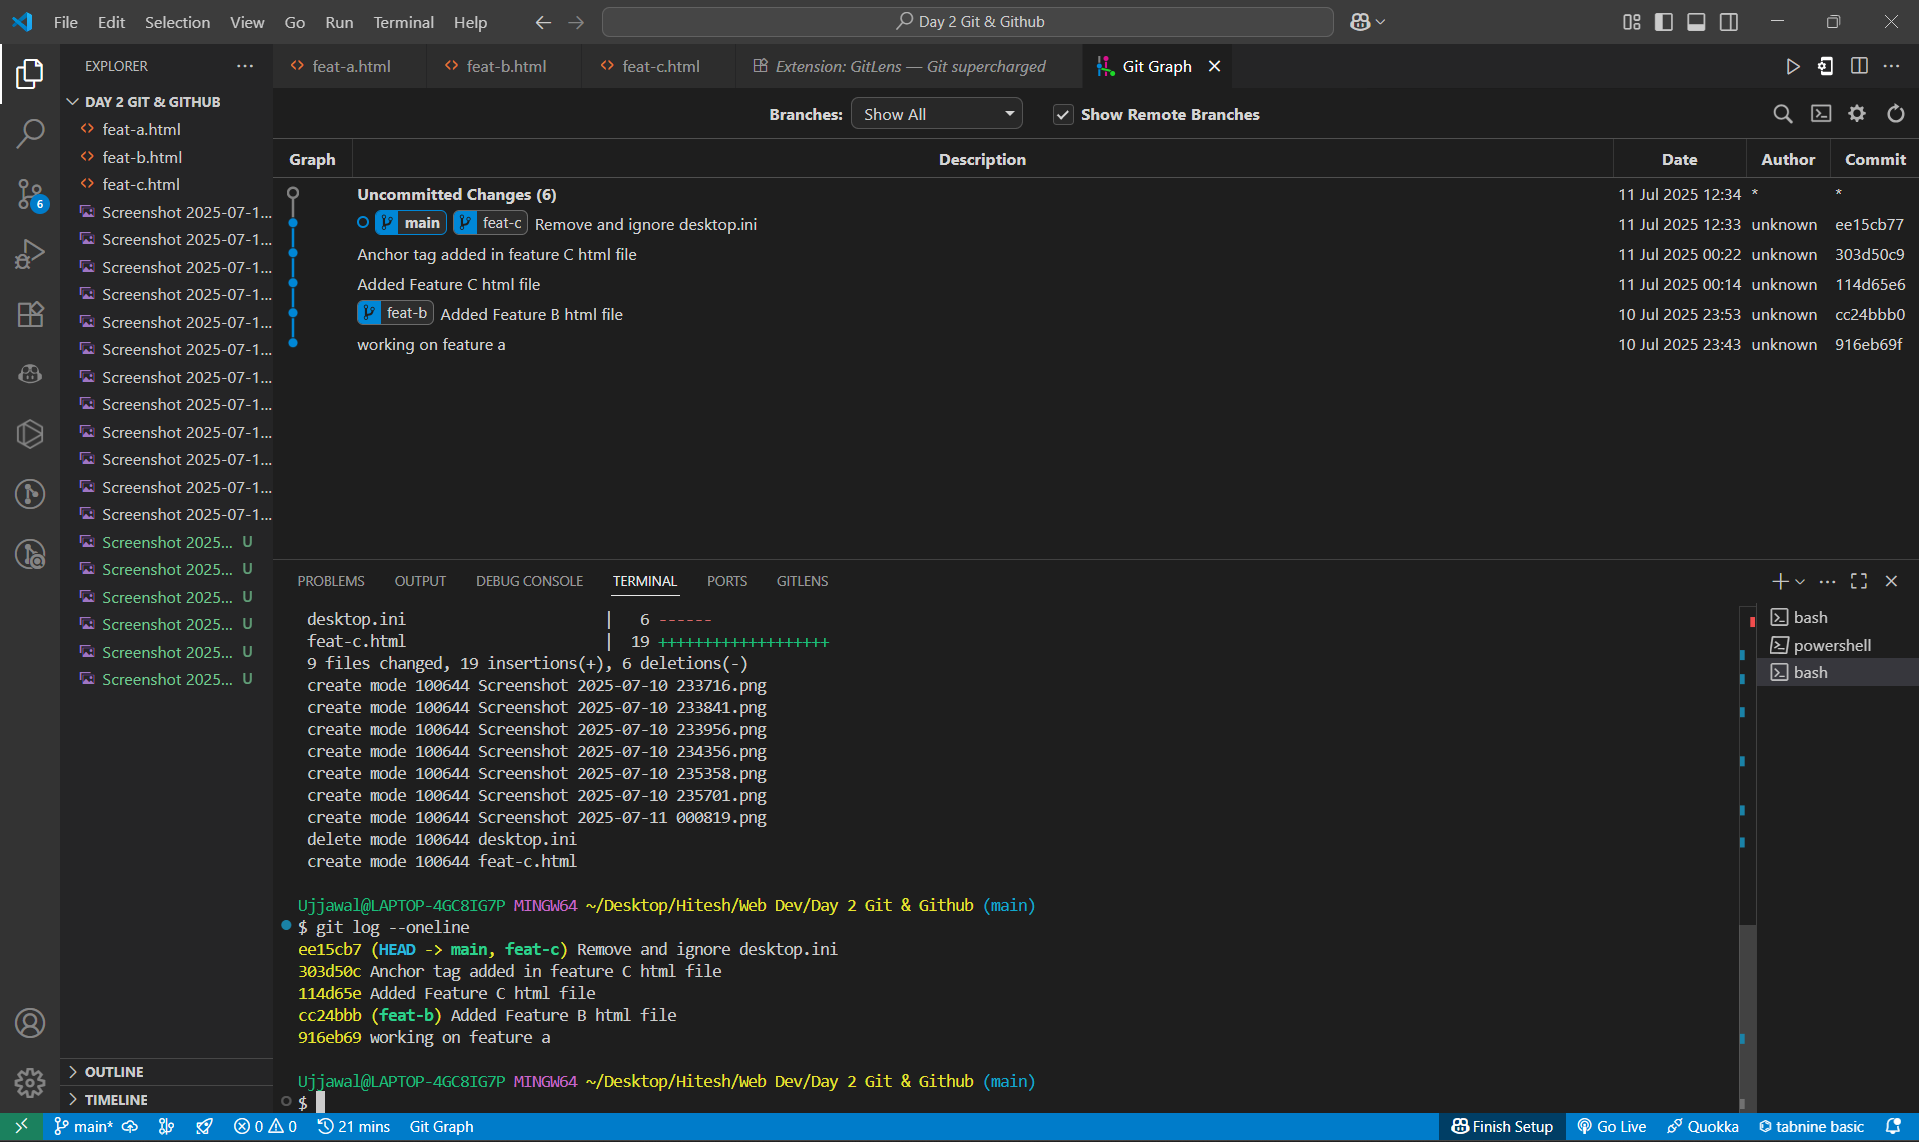 File Edit Selection View Go Run Terminal Help
Day 2 Git & Github
EXPLORER
DAY 2 GIT & GITHUB
feat-a.html
feat-b.html
feat-c.html
Screenshot 2025-07-1...
Screenshot 2025-07-1...
Screenshot 2025-07-1...
Screenshot 2025-07-1...
Screenshot 2025-07-1...
Screenshot 2025-07-1...
Screenshot 2025-07-1...
Screenshot 2025-07-1...
Screenshot 2025-07-1...
Screenshot 2025-07-1...
Screenshot 2025-07-1...
Screenshot 2025-07-1...
Screenshot 2025... U
Screenshot 2025... U
Screenshot 2025... U
Screenshot 2025... U
Screenshot 2025... U
Screenshot 2025... U
OUTLINE
TIMELINE
6
feat-a.html feat-b.html feat-c.html Extension: GitLens — Git supercharged Git Graph
Branches: Show All Show Remote Branches
Graph Description Date Author Commit
Uncommitted Changes (6) 11 Jul 2025 12:34 * *
main feat-c Remove and ignore desktop.ini 11 Jul 2025 12:33 unknown ee15cb77
Anchor tag added in feature C html file 11 Jul 2025 00:22 unknown 303d50c9
Added Feature C html file 11 Jul 2025 00:14 unknown 114d65e6
feat-b Added Feature B html file 10 Jul 2025 23:53 unknown cc24bbb0
working on feature a 10 Jul 2025 23:43 unknown 916eb69f
PROBLEMS OUTPUT DEBUG CONSOLE TERMINAL PORTS GITLENS
desktop.ini | 6 ------
feat-c.html | 19 +++++++++++++++++++
9 files changed, 19 insertions(+), 6 deletions(-)
create mode 100644 Screenshot 2025-07-10 233716.png
create mode 100644 Screenshot 2025-07-10 233841.png
create mode 100644 Screenshot 2025-07-10 233956.png
create mode 100644 Screenshot 2025-07-10 234356.png
create mode 100644 Screenshot 2025-07-10 235358.png
create mode 100644 Screenshot 2025-07-10 235701.png
create mode 100644 Screenshot 2025-07-11 000819.png
delete mode 100644 desktop.ini
create mode 100644 feat-c.html
Ujjawal@LAPTOP-4GC8IG7P MINGW64 ~/Desktop/Hitesh/Web Dev/Day 2 Git & Github (main)
$ git log --oneline
ee15cb7 (HEAD -> main, feat-c) Remove and ignore desktop.ini
303d50c Anchor tag added in feature C html file
114d65e Added Feature C html file
cc24bbb (feat-b) Added Feature B html file
916eb69 working on feature a
Ujjawal@LAPTOP-4GC8IG7P MINGW64 ~/Desktop/Hitesh/Web Dev/Day 2 Git & Github (main)
$
bash
powershell
bash
main* 0 0 21 mins Git Graph Finish Setup Go Live Quokka tabnine basic